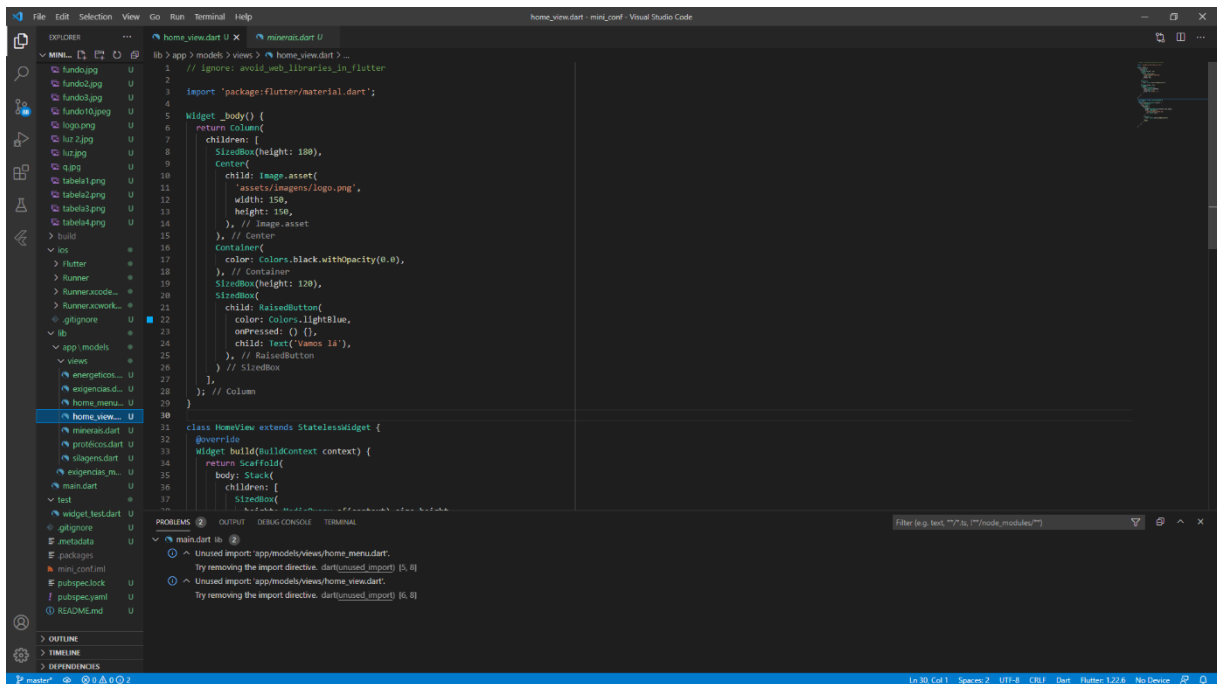 File Edit Selection View Go Run Terminal Help
home_view.dart - mini_conf - Visual Studio Code
EXPLORER ···
home_view.dart U ×
minerais.dart U
MINI...
lib > app > models > views > home_view.dart > ...
fundo.jpg U
fundo2.jpg U
fundo3.jpg U
fundo10.jpeg U
logo.png U
luz 2.jpg U
luz.jpg U
q.jpg U
tabela1.png U
tabela2.png U
tabela3.png U
tabela4.png U
> build
ios
> Flutter
> Runner
> Runner.xcode...
> Runner.xcwork...
.gitignore U
lib
app \ models
views
energeticos.... U
exigencias.d... U
home_menu... U
home_view.... U
minerais.dart U
protéicos.dart U
silagens.dart U
exigencias_m... U
main.dart U
test
widget_test.dart U
.gitignore U
.metadata U
.packages
mini_conf.iml
pubspec.lock U
pubspec.yaml U
README.md U
> OUTLINE
> TIMELINE
> DEPENDENCIES
1 // ignore: avoid_web_libraries_in_flutter
2
3 import 'package:flutter/material.dart';
4
5 Widget _body() {
6 return Column(
7 children: [
8 SizedBox(height: 180),
9 Center(
10 child: Image.asset(
11 'assets/imagens/logo.png',
12 width: 150,
13 height: 150,
14 ), // Image.asset
15 ), // Center
16 Container(
17 color: Colors.black.withOpacity(0.0),
18 ), // Container
19 SizedBox(height: 120),
20 SizedBox(
21 child: RaisedButton(
22 color: Colors.lightBlue,
23 onPressed: () {},
24 child: Text('Vamos lá'),
25 ), // RaisedButton
26 ) // SizedBox
27 ],
28 ); // Column
29 }
30
31 class HomeView extends StatelessWidget {
32 @override
33 Widget build(BuildContext context) {
34 return Scaffold(
35 body: Stack(
36 children: [
37 SizedBox(
PROBLEMS 2 OUTPUT DEBUG CONSOLE TERMINAL
Filter (e.g. text, **/*.ts, !**/node_modules/**)
main.dart lib 2
Unused import: 'app/models/views/home_menu.dart'.
Try removing the import directive. dart(unused_import) [5, 8]
Unused import: 'app/models/views/home_view.dart'.
Try removing the import directive. dart(unused_import) [6, 8]
master* 0 0 2
Ln 30, Col 1 Spaces: 2 UTF-8 CRLF Dart Flutter: 1.22.6 No Device